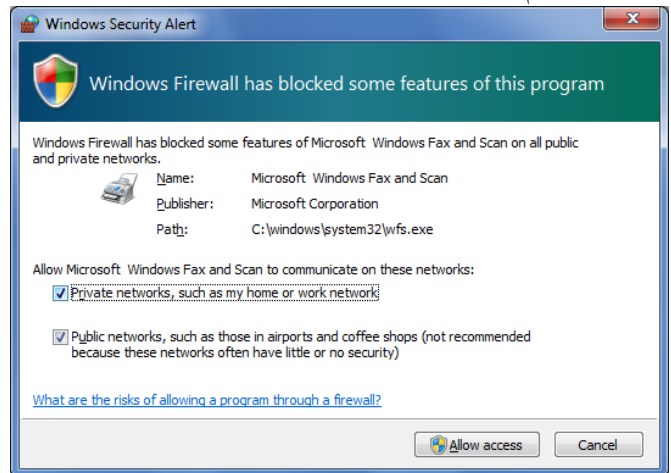 Windows Security Alert
Windows Firewall has blocked some features of this program
Windows Firewall has blocked some features of Microsoft Windows Fax and Scan on all public
and private networks.
Name: Microsoft Windows Fax and Scan
Publisher: Microsoft Corporation
Path: C:\windows\system32\wfs.exe
Allow Microsoft Windows Fax and Scan to communicate on these networks:
Private networks, such as my home or work network
Public networks, such as those in airports and coffee shops (not recommended
because these networks often have little or no security)
What are the risks of allowing a program through a firewall?
Allow access Cancel